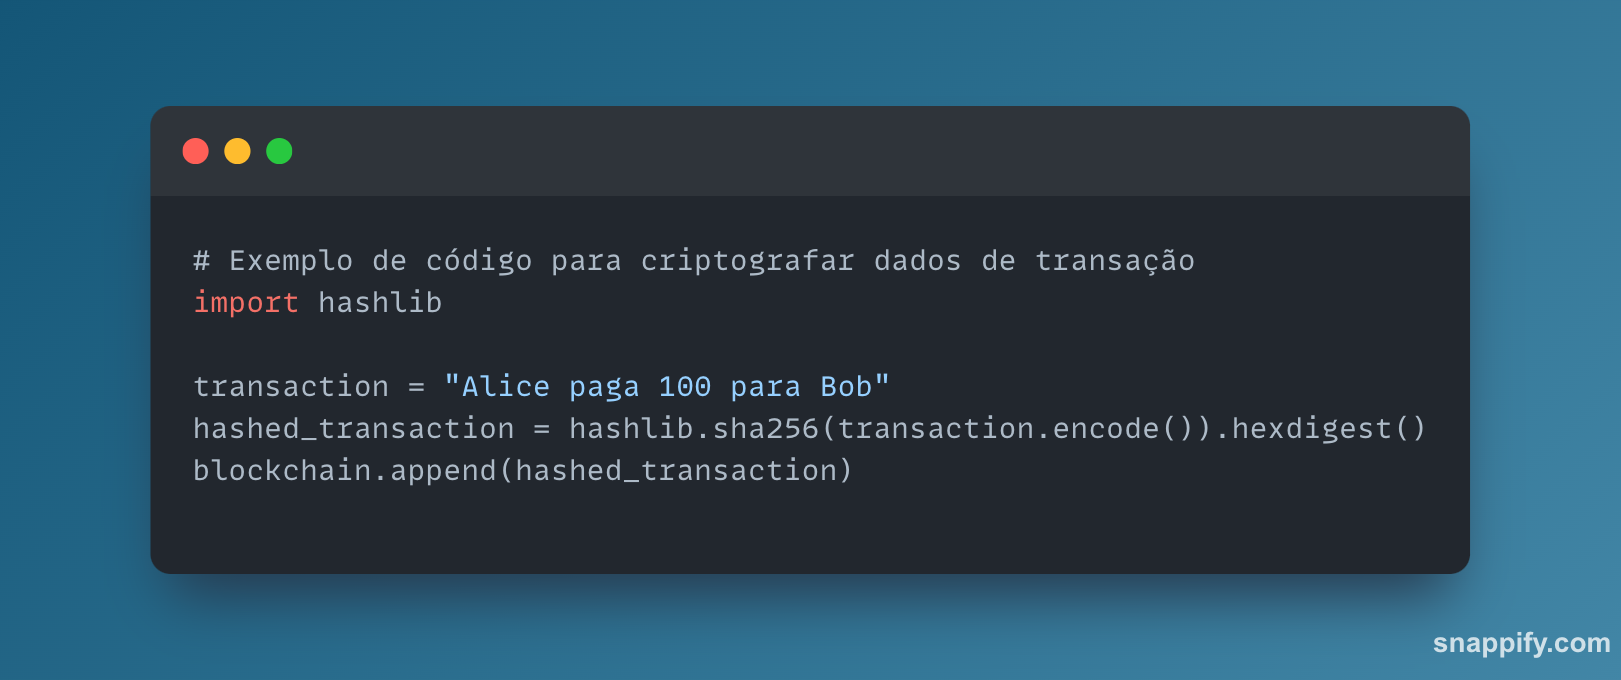 # Exemplo de código para criptografar dados de transação
import hashlib
transaction = "Alice paga 100 para Bob"
hashed_transaction = hashlib.sha256(transaction.encode()).hexdigest()
blockchain.append(hashed_transaction)
snappify.com